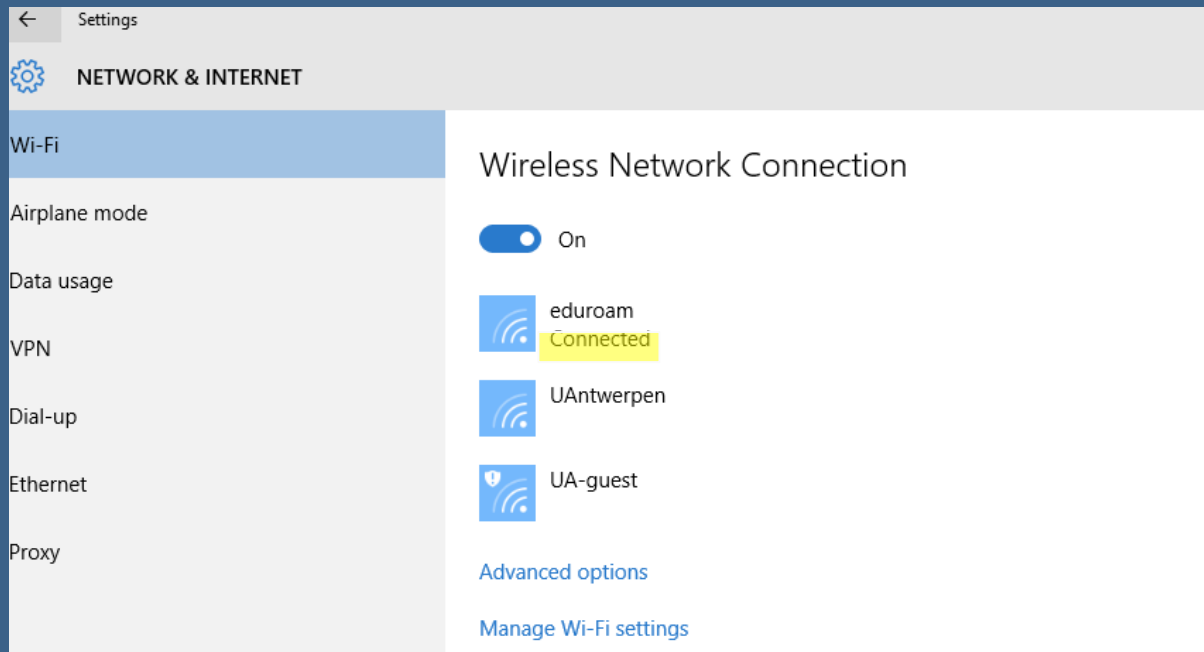 Settings
NETWORK & INTERNET
Wi-Fi
Airplane mode
Data usage
VPN
Dial-up
Ethernet
Proxy
Wireless Network Connection
On
eduroam
Connected
UAntwerpen
UA-guest
Advanced options
Manage Wi-Fi settings